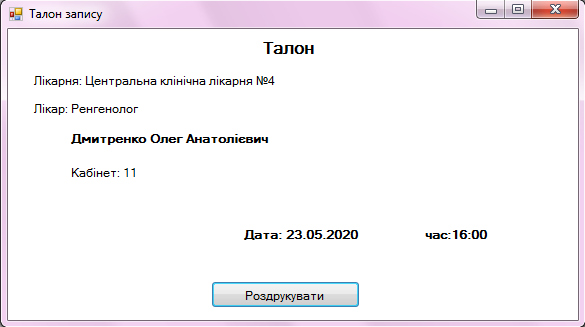 Талон запису
Талон
Лікарня: Центральна клінічна лікарня №4
Лікар: Ренгенолог
Дмитренко Олег Анатолієвич
Кабінет: 11
Дата: 23.05.2020 час:16:00
Роздрукувати